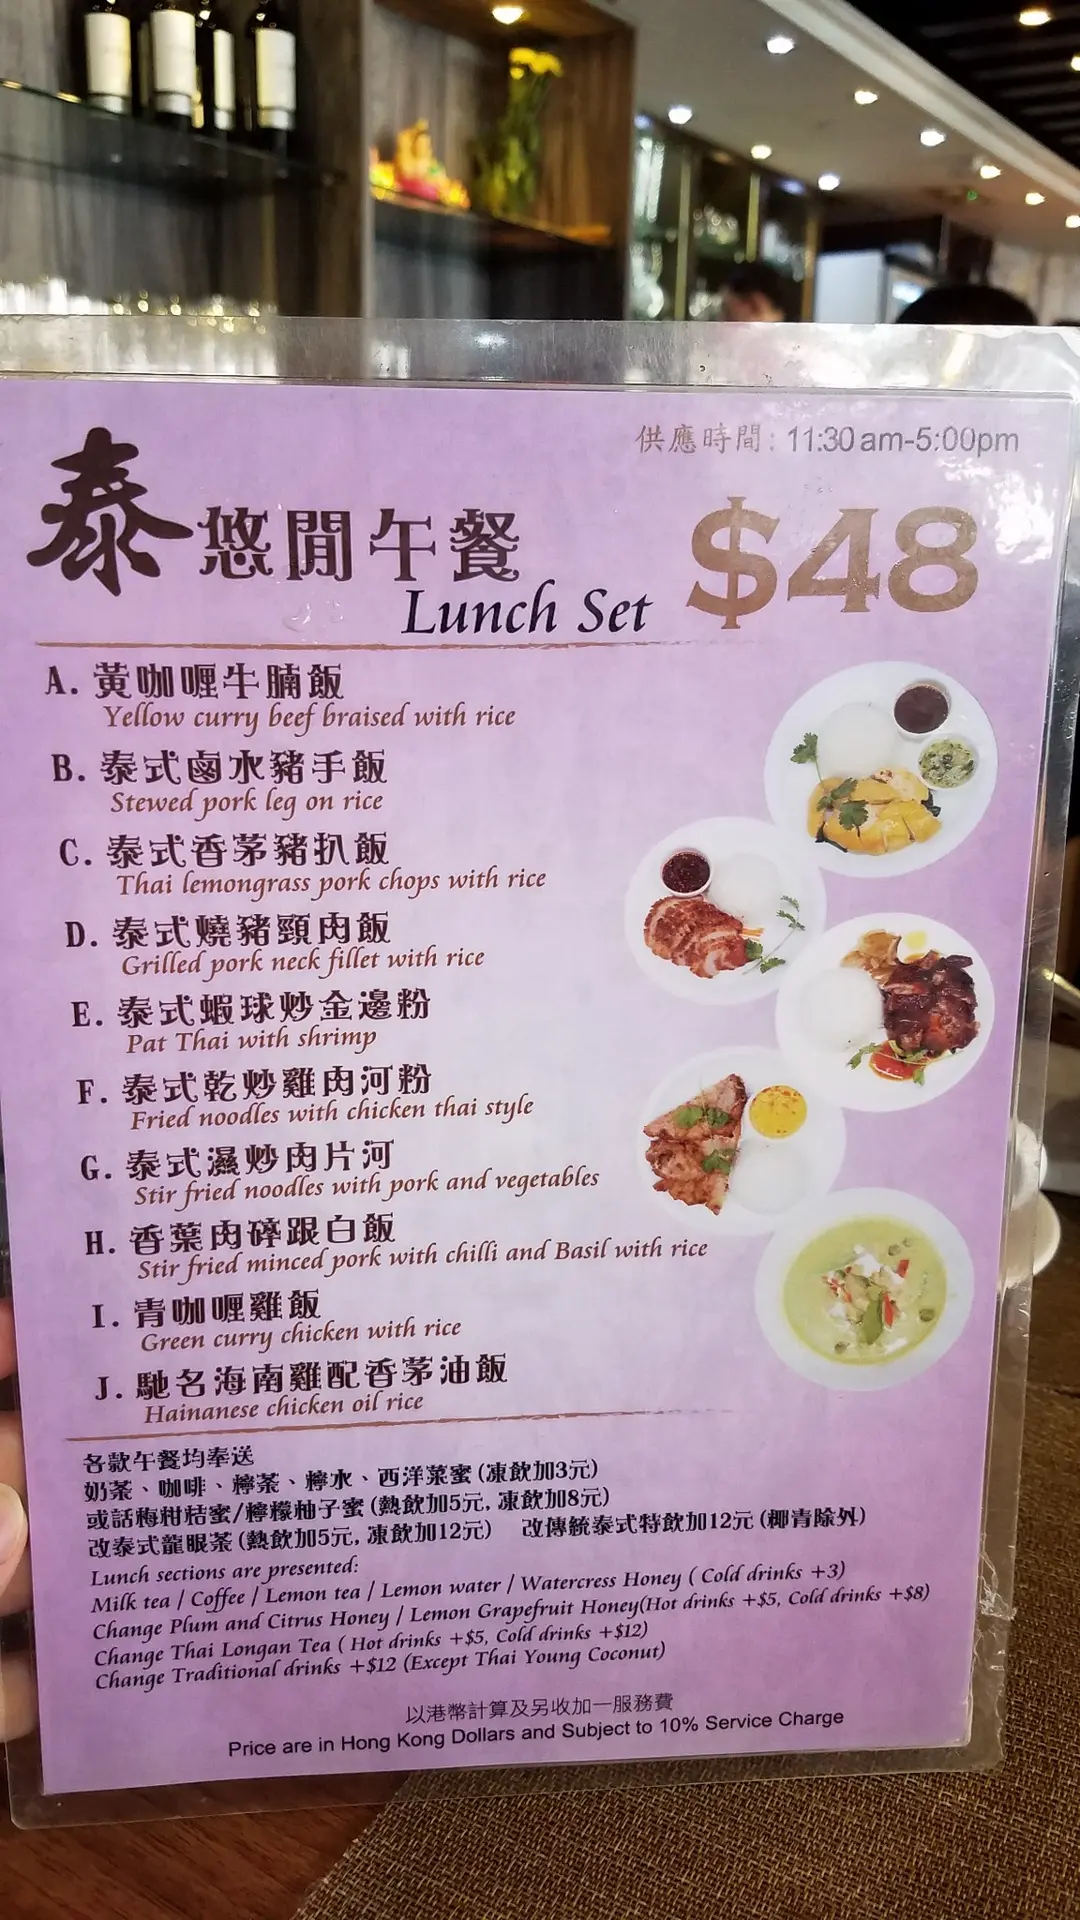 供應時間: 11:30 am-5:00pm
泰悠閒午餐 $48
Lunch Set
A. 黃咖喱牛腩飯
Yellow curry beef braised with rice
B. 泰式鹵水豬手飯
Stewed pork leg on rice
C. 泰式香茅豬扒飯
Thai lemongrass pork chops with rice
D. 泰式燒豬頸肉飯
Grilled pork neck fillet with rice
E. 泰式蝦球炒金邊粉
Pat Thai with shrimp
F. 泰式乾炒雞肉河粉
Fried noodles with chicken thai style
G. 泰式濕炒肉片河
Stir fried noodles with pork and vegetables
H. 香葉肉碎跟白飯
Stir fried minced pork with chilli and Basil with rice
I. 青咖喱雞飯
Green curry chicken with rice
J. 馳名海南雞配香茅油飯
Hainanese chicken oil rice
各款午餐均奉送
奶茶、咖啡、檸茶、檸水、西洋菜蜜 (凍飲加3元)
或話梅柑桔蜜/檸檬柚子蜜 (熱飲加5元, 凍飲加8元)
改泰式龍眼茶 (熱飲加5元, 凍飲加12元) 改傳統泰式特飲加12元 (椰青除外)
Lunch sections are presented:
Milk tea / Coffee / Lemon tea / Lemon water / Watercress Honey ( Cold drinks +3)
Change Plum and Citrus Honey / Lemon Grapefruit Honey(Hot drinks +$5, Cold drinks +$8)
Change Thai Longan Tea ( Hot drinks +$5, Cold drinks +$12)
Change Traditional drinks +$12 (Except Thai Young Coconut)
以港幣計算及另收加一服務費
Price are in Hong Kong Dollars and Subject to 10% Service Charge